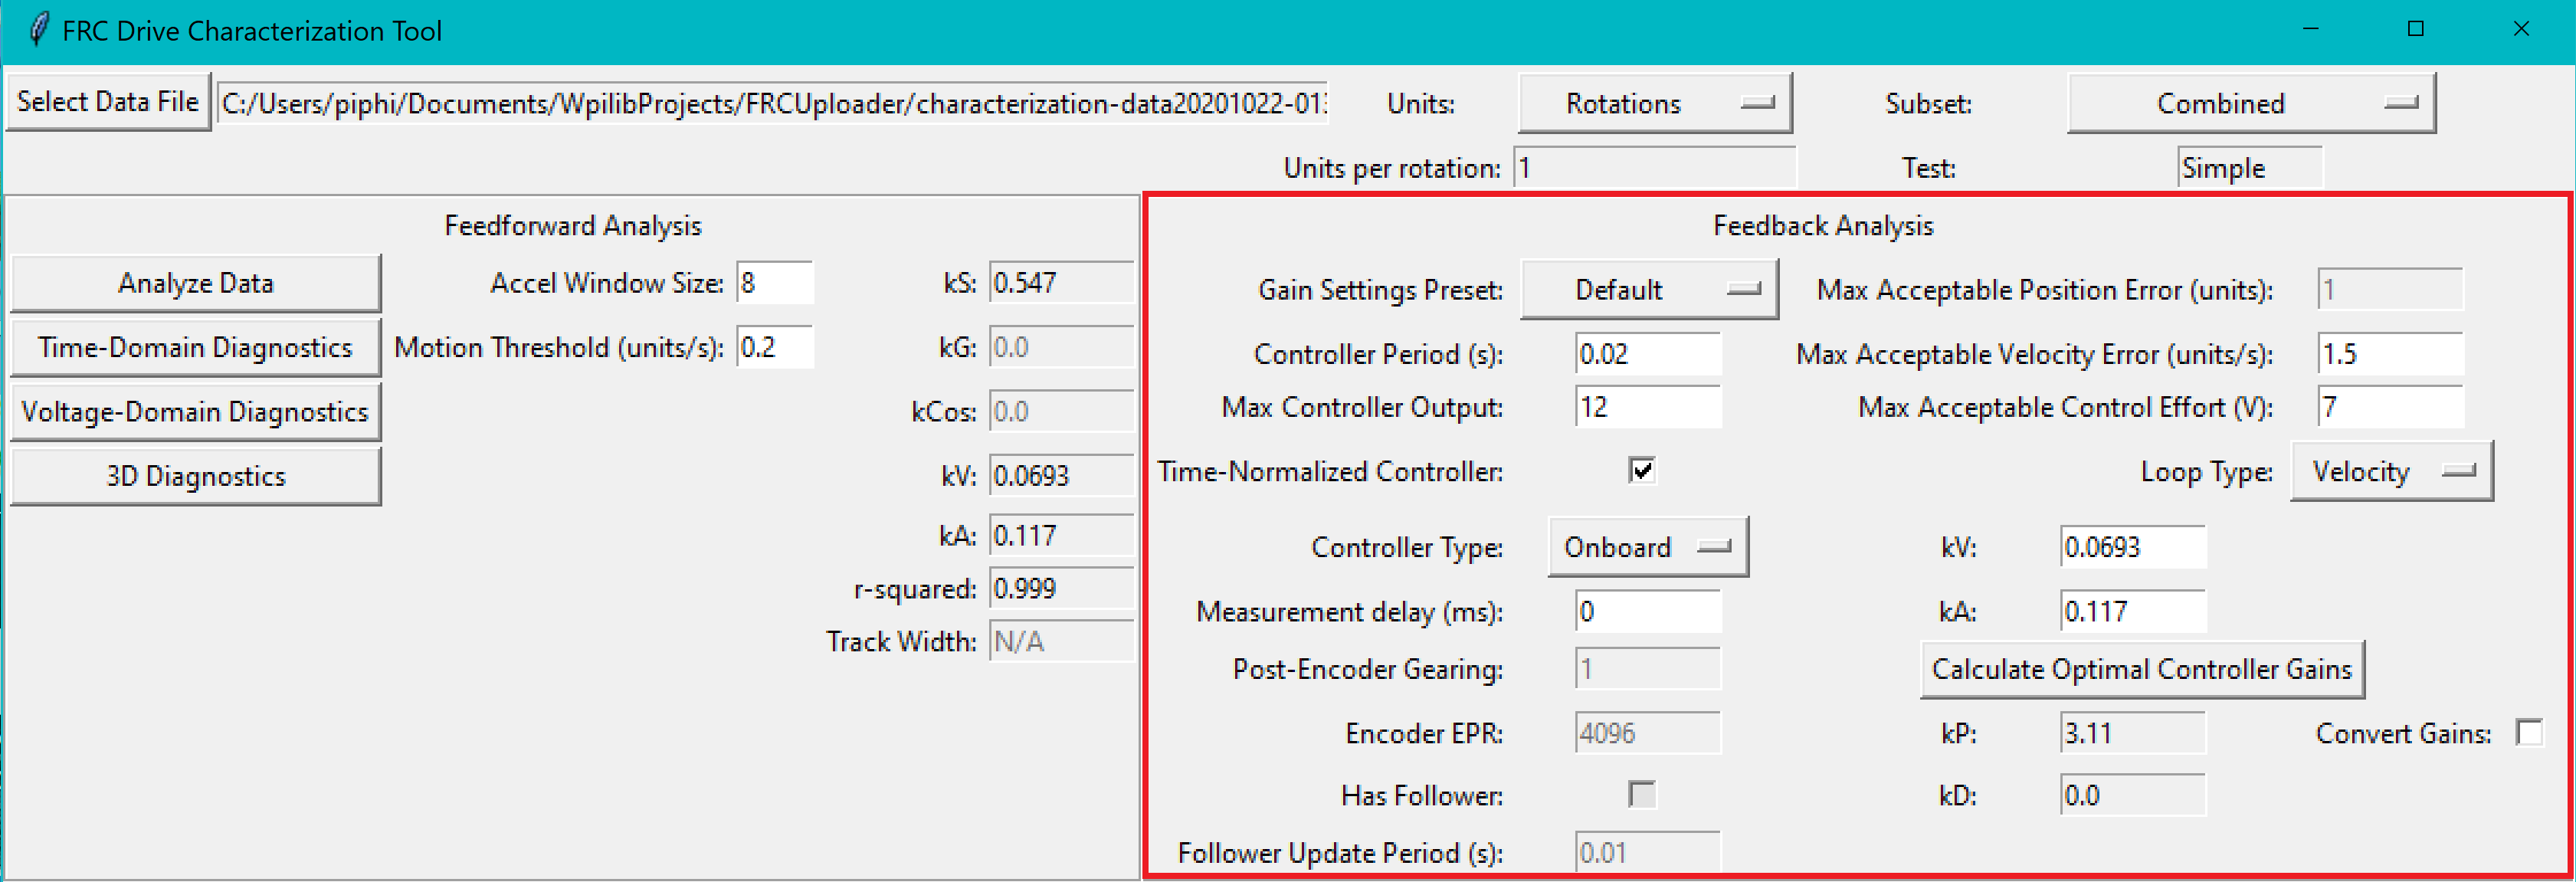 FRC Drive Characterization Tool
Select Data File C:/Users/piphi/Documents/WpilibProjects/FRCUploader/characterization-data20201022-01 Units: Rotations Subset: Combined
Units per rotation: 1 Test: Simple
Feedforward Analysis
Analyze Data Accel Window Size: 8 kS: 0.547
Time-Domain Diagnostics Motion Threshold (units/s): 0.2 kG: 0.0
Voltage-Domain Diagnostics kCos: 0.0
3D Diagnostics kV: 0.0693
kA: 0.117
r-squared: 0.999
Track Width: N/A
Feedback Analysis
Gain Settings Preset: Default Max Acceptable Position Error (units): 1
Controller Period (s): 0.02 Max Acceptable Velocity Error (units/s): 1.5
Max Controller Output: 12 Max Acceptable Control Effort (V): 7
Time-Normalized Controller: Loop Type: Velocity
Controller Type: Onboard kV: 0.0693
Measurement delay (ms): 0 kA: 0.117
Post-Encoder Gearing: 1 Calculate Optimal Controller Gains
Encoder EPR: 4096 kP: 3.11 Convert Gains:
Has Follower: kD: 0.0
Follower Update Period (s): 0.01